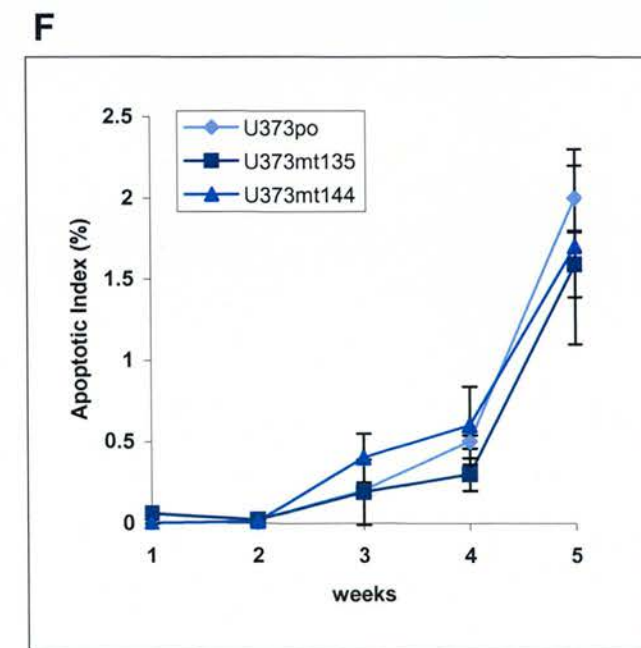 F
2.5
2
1.5
1
0.5
0
Apoptotic Index (%)
U373po
U373mt135
U373mt144
1 2 3 4 5
weeks